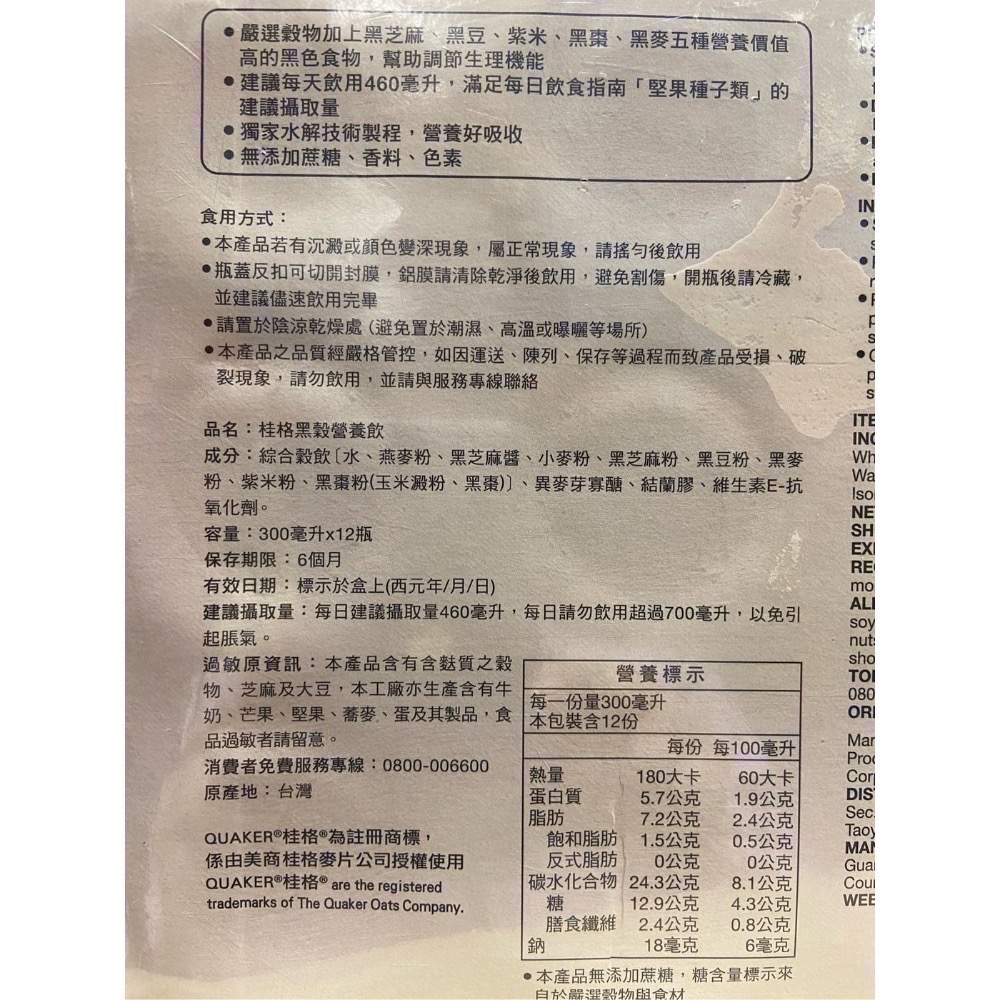 ●嚴選穀物加上黑芝麻、黑豆、紫米、黑棗、黑麥五種營養價值
高的黑色食物，幫助調節生理機能
●建議每天飲用460毫升，滿足每日飲食指南「堅果種子類」的
建議攝取量
●獨家水解技術製程，營養好吸收
●無添加蔗糖、香料、色素
食用方式：
●本產品若有沉澱或顏色變深現象，屬正常現象，請搖勻後飲用
●瓶蓋反扣可切開封膜，鋁膜請清除乾淨後飲用，避免割傷，開瓶後請冷藏，
並建議儘速飲用完畢
●請置於陰涼乾燥處(避免置於潮濕、高溫或曝曬等場所)
●本產品之品質經嚴格管控，如因運送、陳列、保存等過程而致產品受損、破
裂現象，請勿飲用，並請與服務專線聯絡
品名：桂格黑穀營養飲
成分：綜合穀飲〔水、燕麥粉、黑芝麻醬、小麥粉、黑芝麻粉、黑豆粉、黑麥
粉、紫米粉、黑棗粉(玉米澱粉、黑棗)〕、異麥芽寡醣、結蘭膠、維生素E-抗
氧化劑。
容量：300毫升x12瓶
保存期限：6個月
有效日期：標示於盒上(西元年/月/日)
建議攝取量：每日建議攝取量460毫升，每日請勿飲用超過700毫升，以免引
起脹氣。
過敏原資訊：本產品含有含麩質之穀
物、芝麻及大豆，本工廠亦生產含有牛
奶、芒果、堅果、蕎麥、蛋及其製品，食
品過敏者請留意。
消費者免費服務專線：0800-006600
原產地：台灣
QUAKER®桂格®為註冊商標，
係由美商桂格麥片公司授權使用
QUAKER®桂格® are the registered
trademarks of The Quaker Oats Company.
營養標示
每一份量300毫升
本包裝含12份
每份 每100毫升
熱量 180大卡 60大卡
蛋白質 5.7公克 1.9公克
脂肪 7.2公克 2.4公克
飽和脂肪 1.5公克 0.5公克
反式脂肪 0公克 0公克
碳水化合物 24.3公克 8.1公克
糖 12.9公克 4.3公克
膳食纖維 2.4公克 0.8公克
鈉 18毫克 6毫克
●本產品無添加蔗糖，糖含量標示來
自於嚴選穀物與食材